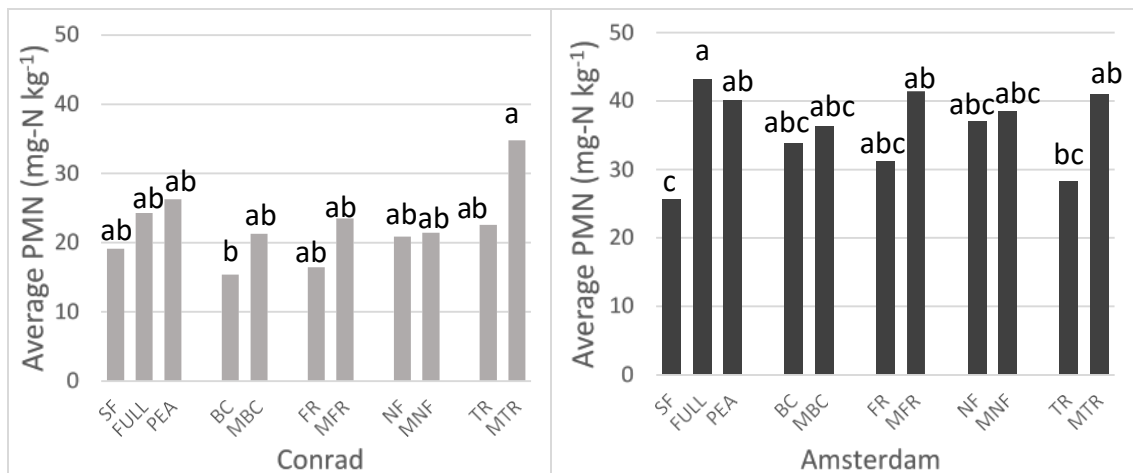 Average PMN (mg-N kg⁻¹)
50
40
30
20
10
0
ab
ab
ab
b
ab
ab
ab
ab
ab
ab
a
SF
FULL
PEA
BC
MBC
FR
MFR
NF
MNF
TR
MTR
Conrad
Average PMN (mg-N kg⁻¹)
50
40
30
20
10
0
c
a
ab
abc
abc
abc
ab
abc
abc
bc
ab
SF
FULL
PEA
BC
MBC
FR
MFR
NF
MNF
TR
MTR
Amsterdam